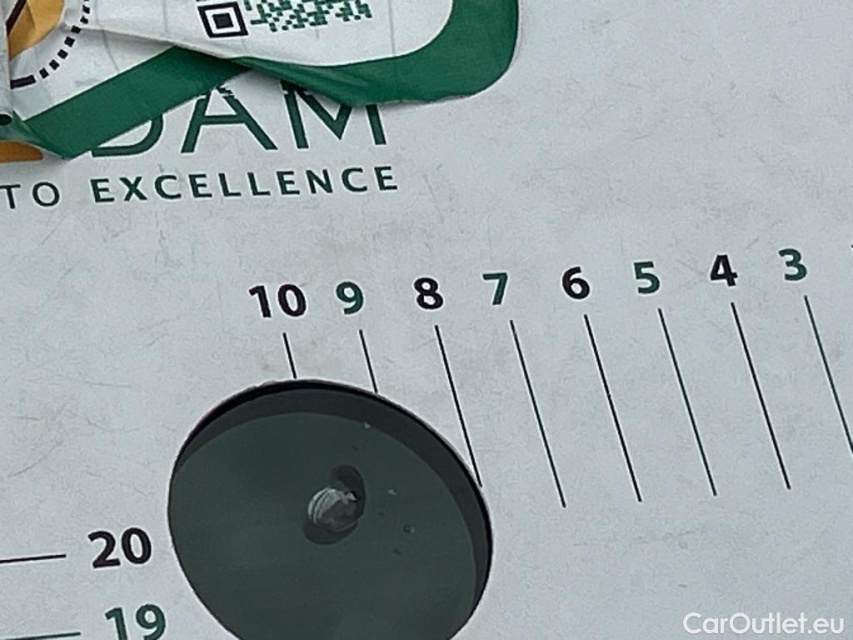 DAM
TO EXCELLENCE
10 9 8 7 6 5 4 3
20
19
CarOutlet.eu